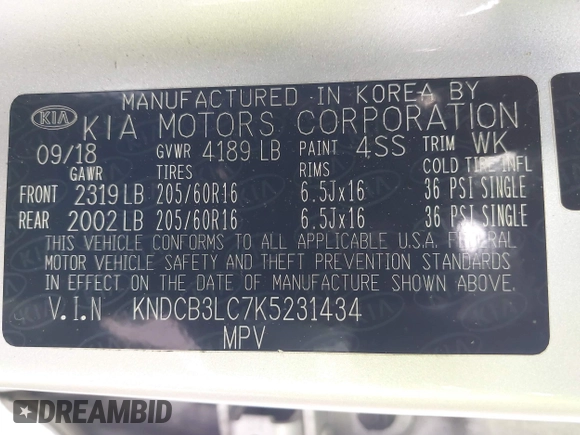 MANUFACTURED IN KOREA BY
KIA KIA MOTORS CORPORATION
09/18 GVWR 4189 LB PAINT 4SS TRIM WK
GAWR TIRES RIMS COLD TIRE INFL
FRONT 2319 LB 205/60R16 6.5Jx16 36 PSI SINGLE
REAR 2002 LB 205/60R16 6.5Jx16 36 PSI SINGLE
THIS VEHICLE CONFORMS TO ALL APPLICABLE U.S.A. FEDERAL
MOTOR VEHICLE SAFETY AND THEFT PREVENTION STANDARDS
IN EFFECT ON THE DATE OF MANUFACTURE SHOWN ABOVE.
V.I.N KNDCB3LC7K5231434
MPV
DREAMBID